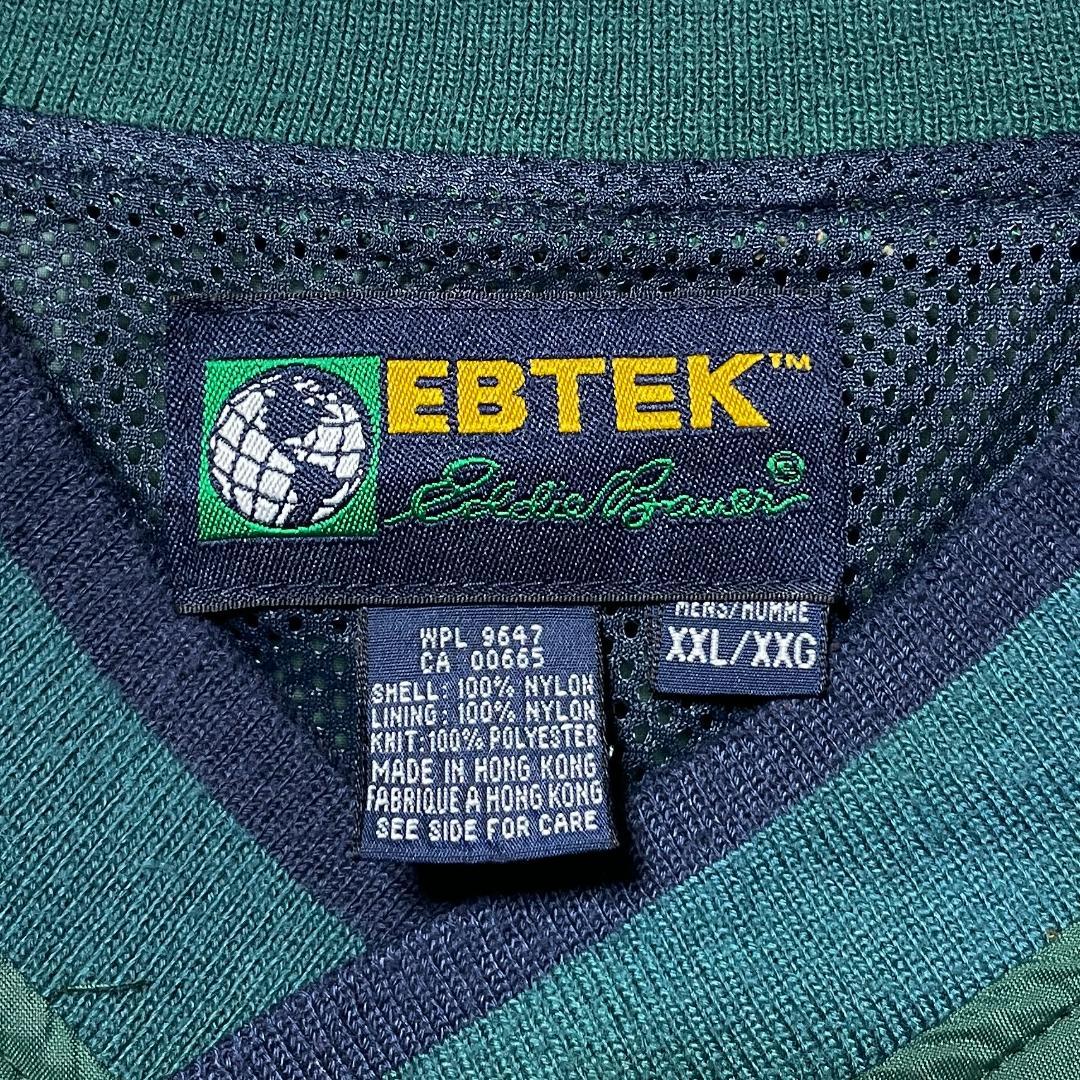 EBTEK™
Eddie Bauer®
WPL 9647
CA 00665
SHELL: 100% NYLON
LINING: 100% NYLON
KNIT: 100% POLYESTER
MADE IN HONG KONG
FABRIQUE A HONG KONG
SEE SIDE FOR CARE
MENS/HOMME
XXL/XXG